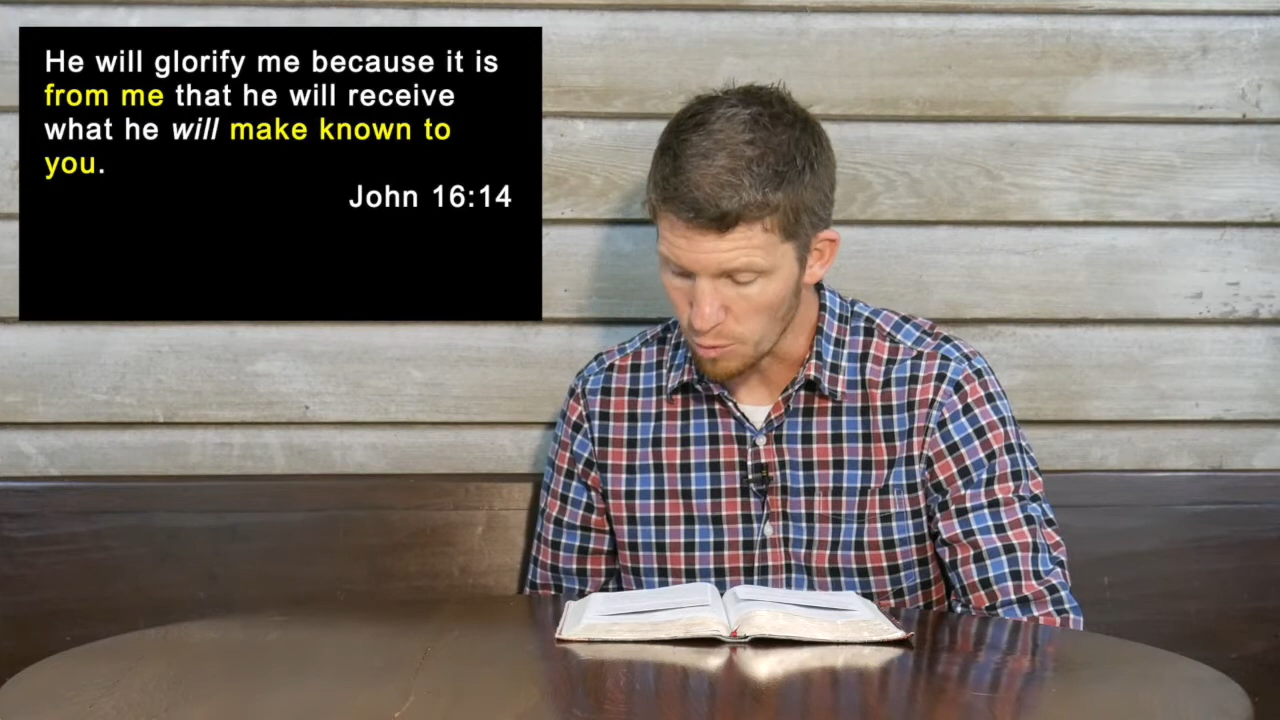 He will glorify me because it is
from me that he will receive
what he will make known to
you.
John 16:14